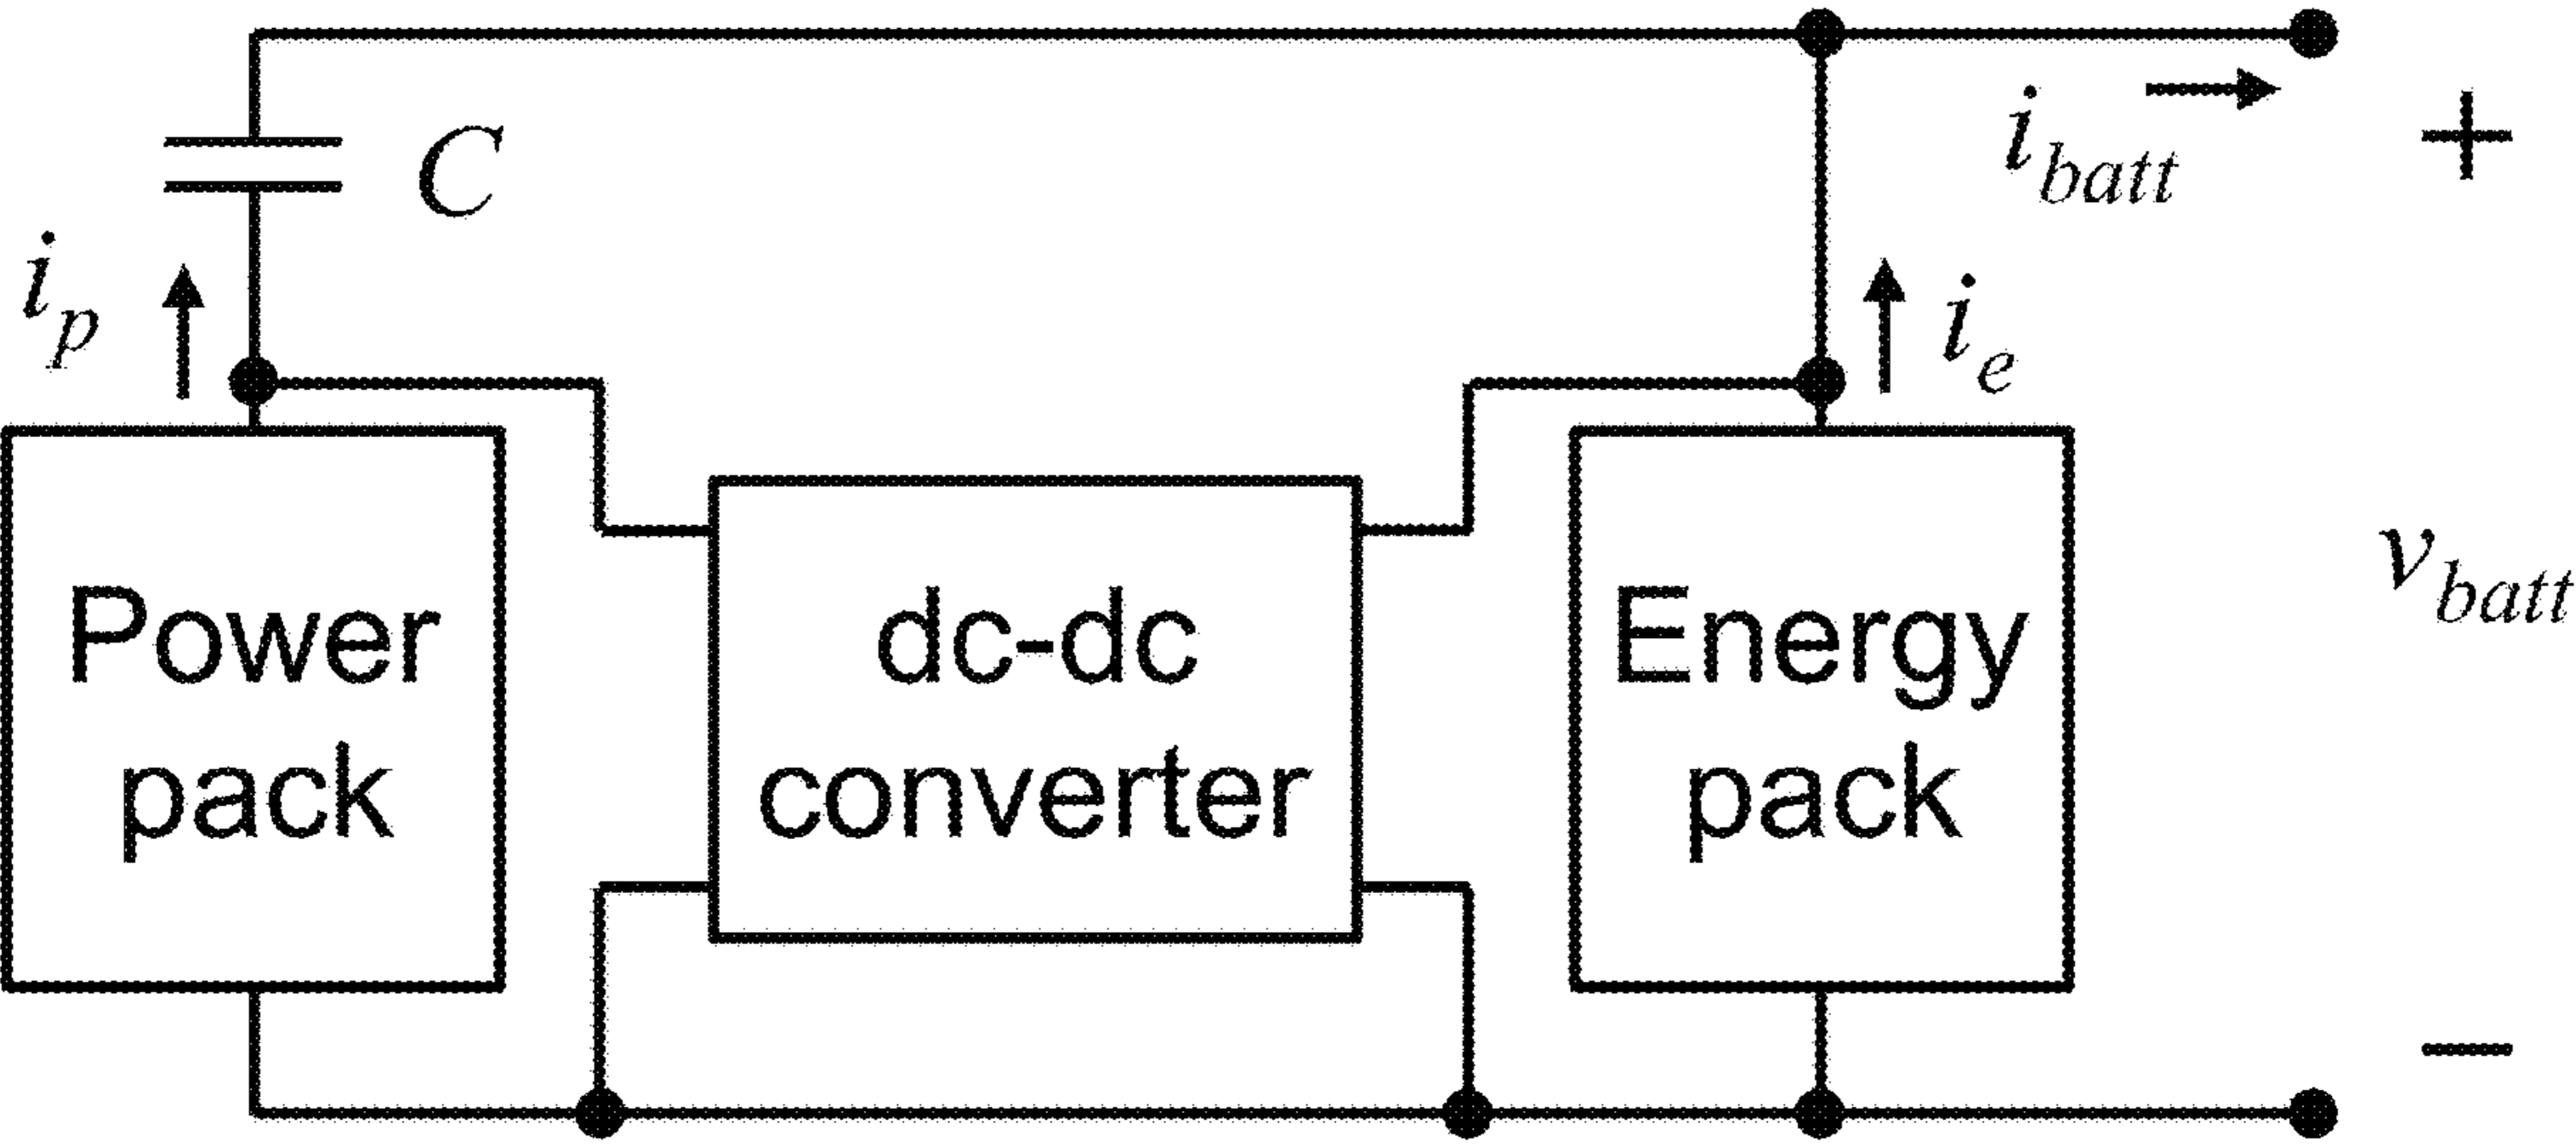 C
i_batt
+
i_p
i_e
Power
pack
dc-dc
converter
Energy
pack
v_batt
−